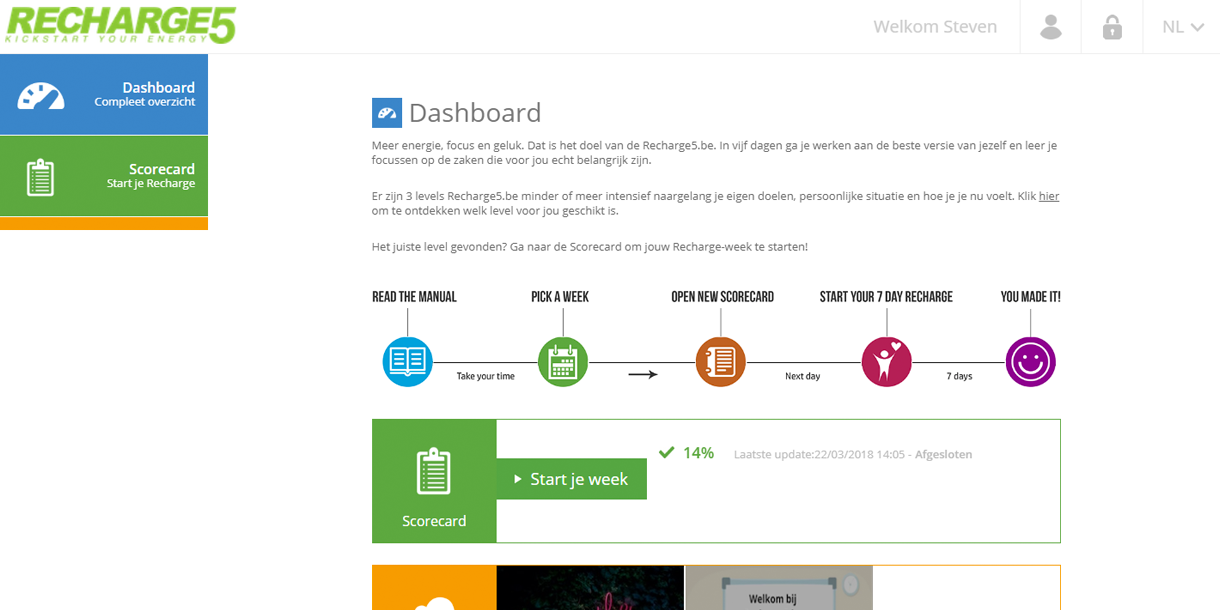 RECHARGE5
KICKSTART YOUR ENERGY
Welkom Steven
NL
Dashboard
Compleet overzicht
Scorecard
Start je Recharge
Dashboard
Meer energie, focus en geluk. Dat is het doel van de Recharge5.be. In vijf dagen ga je werken aan de beste versie van jezelf en leer je
focussen op de zaken die voor jou echt belangrijk zijn.
Er zijn 3 levels Recharge5.be minder of meer intensief naargelang je eigen doelen, persoonlijke situatie en hoe je je nu voelt. Klik hier
om te ontdekken welk level voor jou geschikt is.
Het juiste level gevonden? Ga naar de Scorecard om jouw Recharge-week te starten!
READ THE MANUAL
PICK A WEEK
OPEN NEW SCORECARD
START YOUR 7 DAY RECHARGE
YOU MADE IT!
Take your time
Next day
7 days
14%
Laatste update:22/03/2018 14:05 - Afgesloten
Start je week
Scorecard
Welkom bij